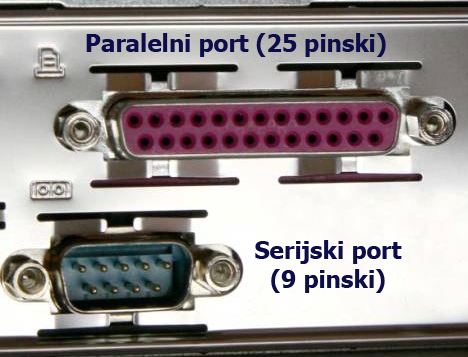 Paralelni port (25 pinski)
Serijski port
(9 pinski)